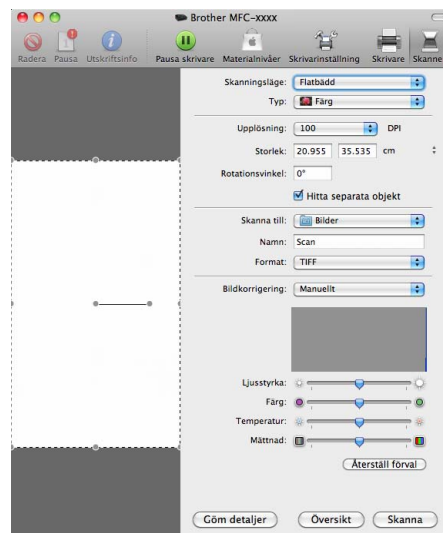 Brother MFC-xxxx
Radera Pausa Utskriftsinfo Pausa skrivare Materialnivåer Skrivarinställning Skrivare Skanne
Skanningsläge: Flatbädd
Typ: Färg
Upplösning: 100 DPI
Storlek: 20.955 35.535 cm
Rotationsvinkel: 0°
Hitta separata objekt
Skanna till: Bilder
Namn: Scan
Format: TIFF
Bildkorrigering: Manuellt
Ljusstyrka:
Färg:
Temperatur:
Mättnad:
Återställ förval
Göm detaljer Översikt Skanna